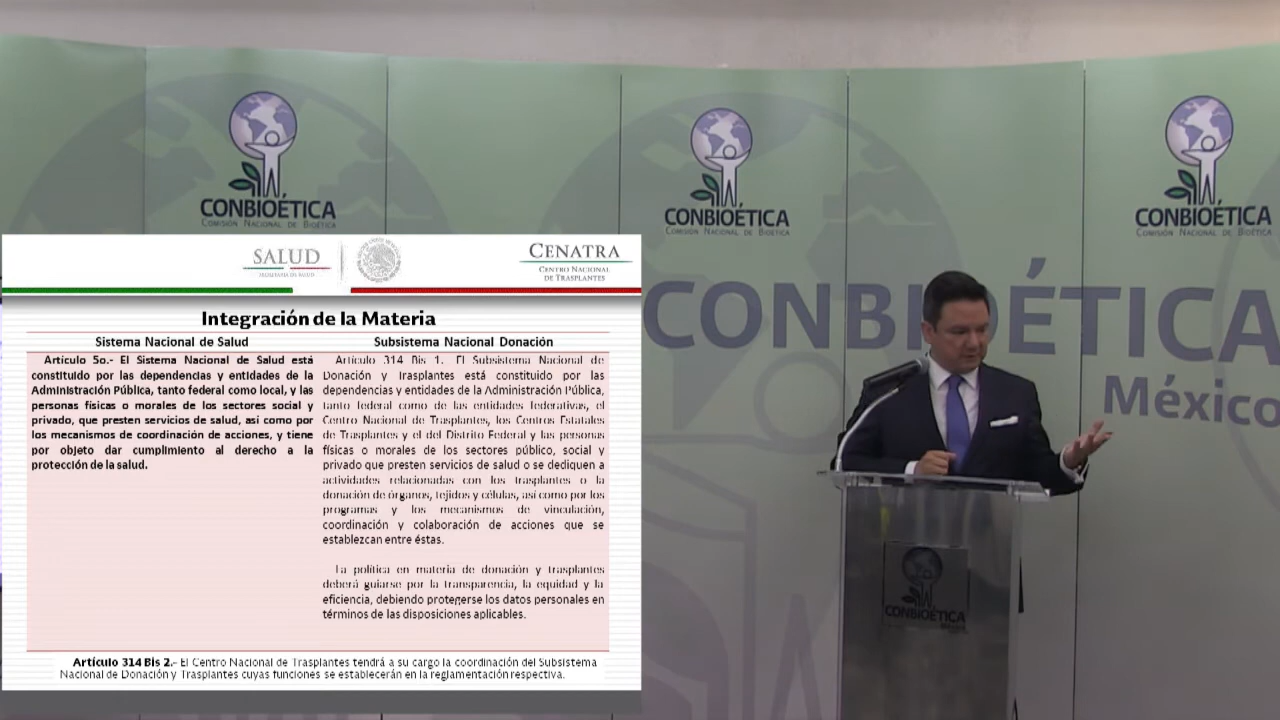 CONBIOÉTICA
COMISIÓN NACIONAL DE BIOÉTICA
CONBIOÉTICA
COMISIÓN NACIONAL DE BIOÉTICA
CONBIOÉTICA
COMISIÓN NACIONAL DE BIOÉTICA
SALUD
SECRETARÍA DE SALUD
CENATRA
CENTRO NACIONAL
DE TRASPLANTES
Integración de la Materia
Sistema Nacional de Salud
Artículo 5o.- El Sistema Nacional de Salud está
constituido por las dependencias y entidades de la
Administración Pública, tanto federal como local, y las
personas físicas o morales de los sectores social y
privado, que presten servicios de salud, así como por
los mecanismos de coordinación de acciones, y tiene
por objeto dar cumplimiento al derecho a la
protección de la salud.
Subsistema Nacional Donación
Artículo 314 Bis 1. El Subsistema Nacional de
Donación y Trasplantes está constituido por las
dependencias y entidades de la Administración Pública,
tanto federal como de las entidades federativas, el
Centro Nacional de Trasplantes, los Centros Estatales
de Trasplantes y el del Distrito Federal y las personas
físicas o morales de los sectores público, social y
privado que presten servicios de salud o se dediquen a
actividades relacionadas con los trasplantes o la
donación de órganos, tejidos y células, así como por los
programas y los mecanismos de vinculación,
coordinación y colaboración de acciones que se
establezcan entre éstas.
La política en materia de donación y trasplantes
deberá guiarse por la transparencia, la equidad y la
eficiencia, debiendo protegerse los datos personales en
términos de las disposiciones aplicables.
Artículo 314 Bis 2.- El Centro Nacional de Trasplantes tendrá a su cargo la coordinación del Subsistema
Nacional de Donación y Trasplantes cuyas funciones se establecerán en la reglamentación respectiva.
CONBIOÉTICA
México
CONBIOÉTICA
México